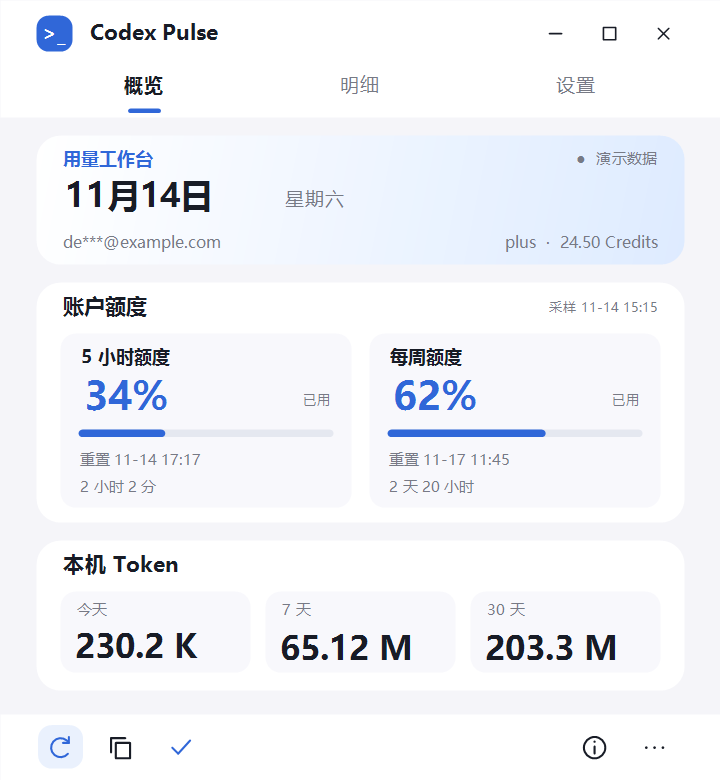 >_ Codex Pulse
概览 明细 设置
用量工作台 ● 演示数据
11月14日 星期六
de***@example.com plus · 24.50 Credits
账户额度 采样 11-14 15:15
5 小时额度
34% 已用
重置 11-14 17:17
2 小时 2 分
每周额度
62% 已用
重置 11-17 11:45
2 天 20 小时
本机 Token
今天
230.2 K
7 天
65.12 M
30 天
203.3 M